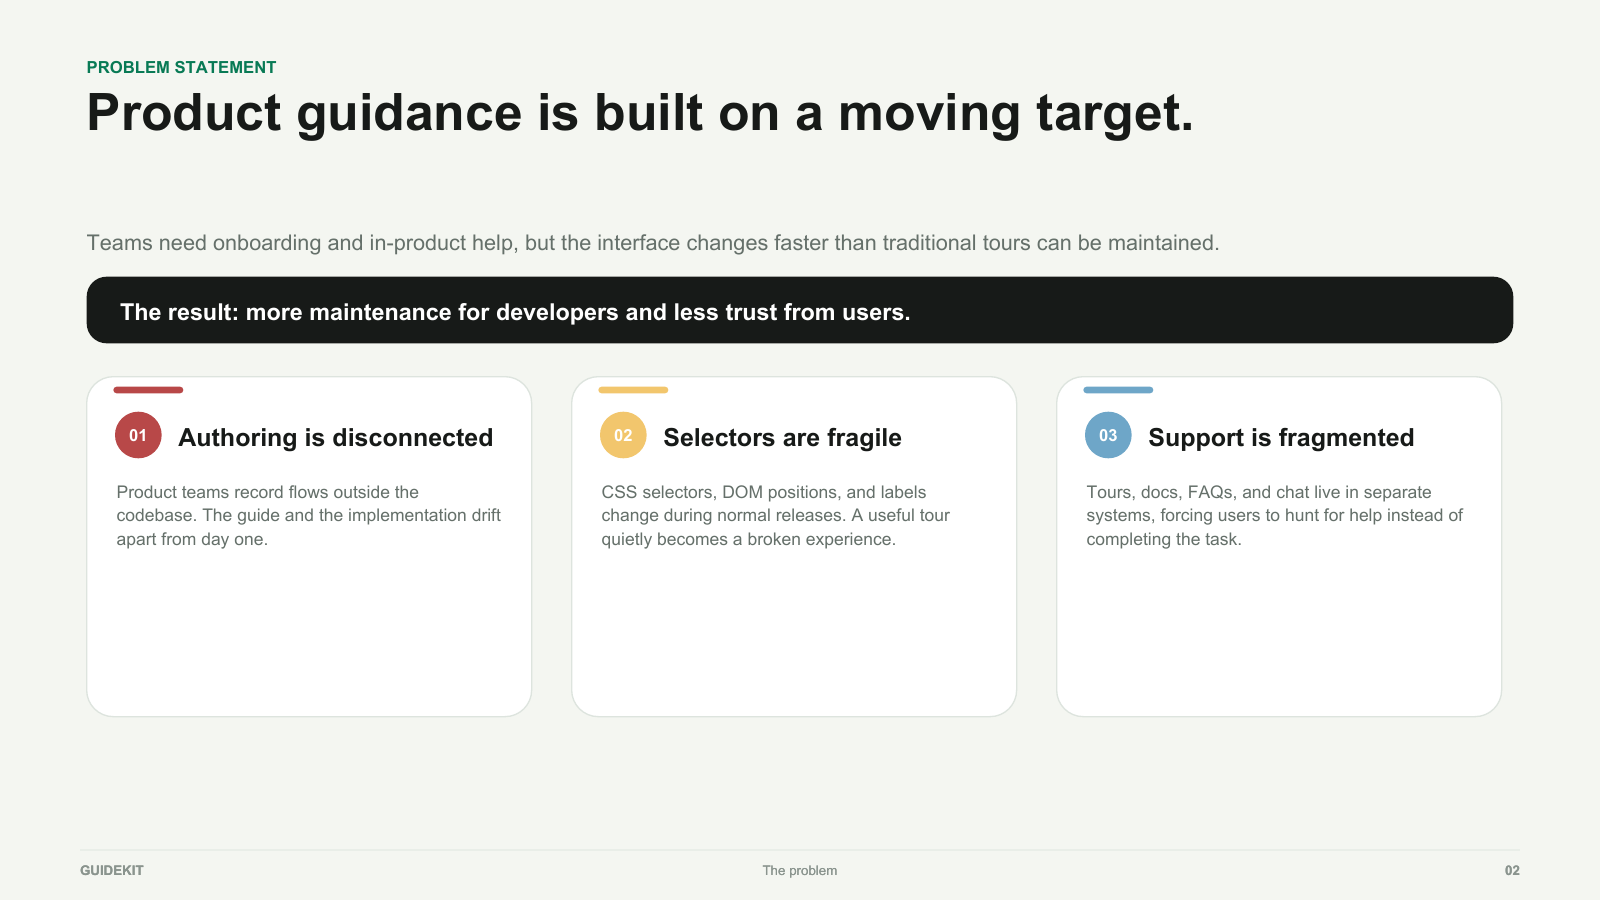 PROBLEM STATEMENT
Product guidance is built on a moving target.
Teams need onboarding and in-product help, but the interface changes faster than traditional tours can be maintained.
The result: more maintenance for developers and less trust from users.
01
Authoring is disconnected
Product teams record flows outside the
codebase. The guide and the implementation drift
apart from day one.
02
Selectors are fragile
CSS selectors, DOM positions, and labels
change during normal releases. A useful tour
quietly becomes a broken experience.
03
Support is fragmented
Tours, docs, FAQs, and chat live in separate
systems, forcing users to hunt for help instead of
completing the task.
GUIDEKIT
The problem
02